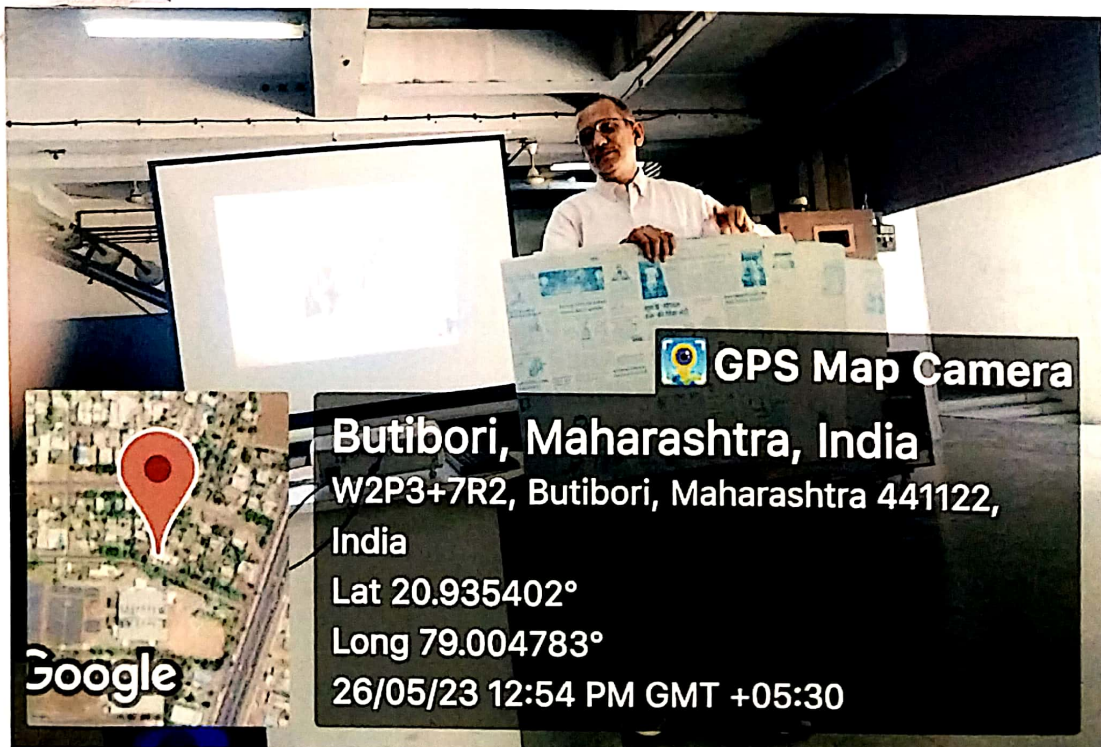 GPS Map Camera
Butibori, Maharashtra, India
W2P3+7R2, Butibori, Maharashtra 441122,
India
Lat 20.935402°
Long 79.004783°
26/05/23 12:54 PM GMT +05:30
Google